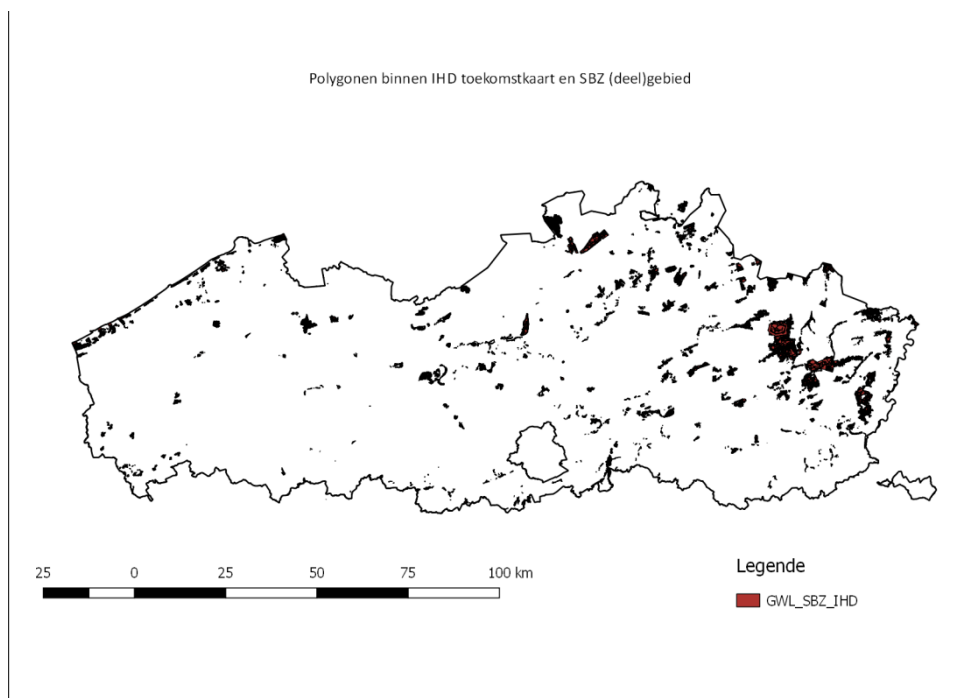 Polygonen binnen IHD toekomstkaart en SBZ (deel)gebied
25 0 25 50 75 100 km
Legende
GWL_SBZ_IHD